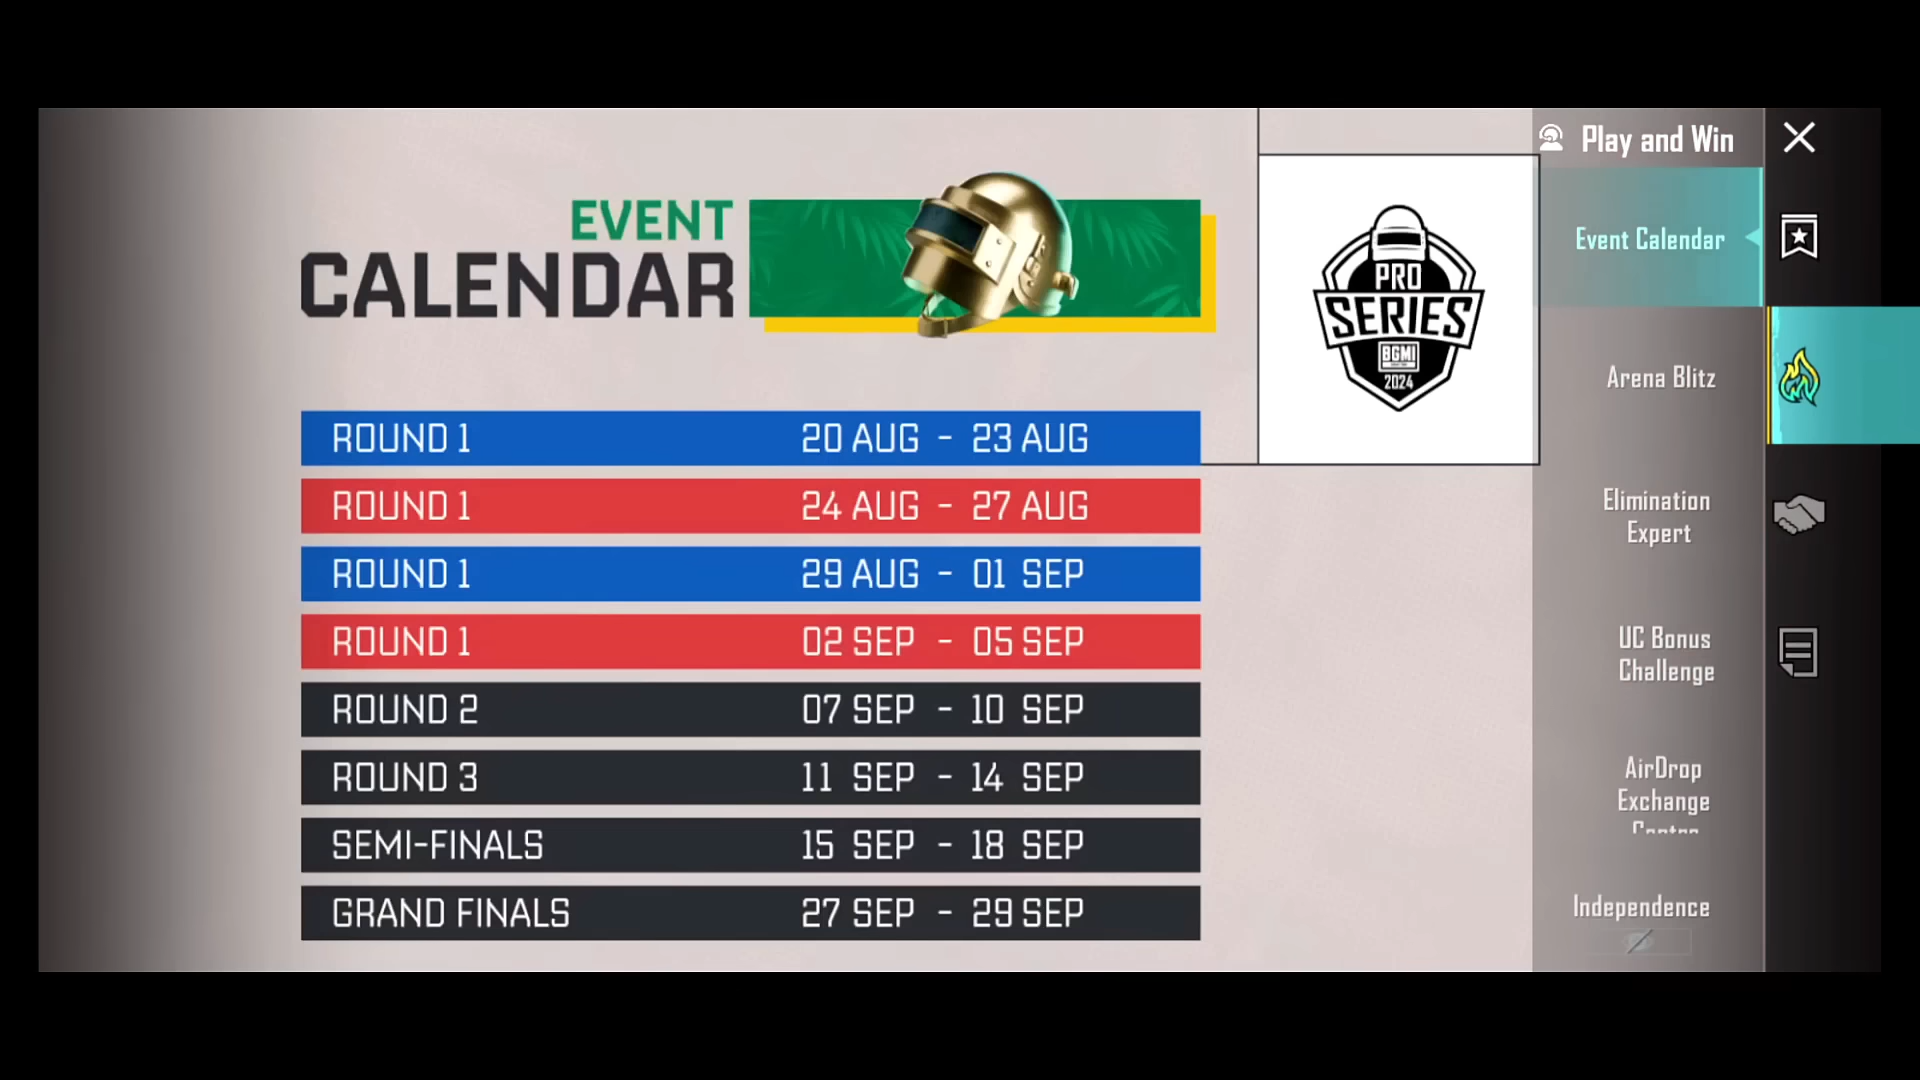 EVENT
CALENDAR
ROUND 1 20 AUG - 23 AUG
ROUND 1 24 AUG - 27 AUG
ROUND 1 29 AUG - 01 SEP
ROUND 1 02 SEP - 05 SEP
ROUND 2 07 SEP - 10 SEP
ROUND 3 11 SEP - 14 SEP
SEMI-FINALS 15 SEP - 18 SEP
GRAND FINALS 27 SEP - 29 SEP
PRO
SERIES
BGMI
2024
Play and Win
Event Calendar
Arena Blitz
Elimination
Expert
UC Bonus
Challenge
AirDrop
Exchange
Independence